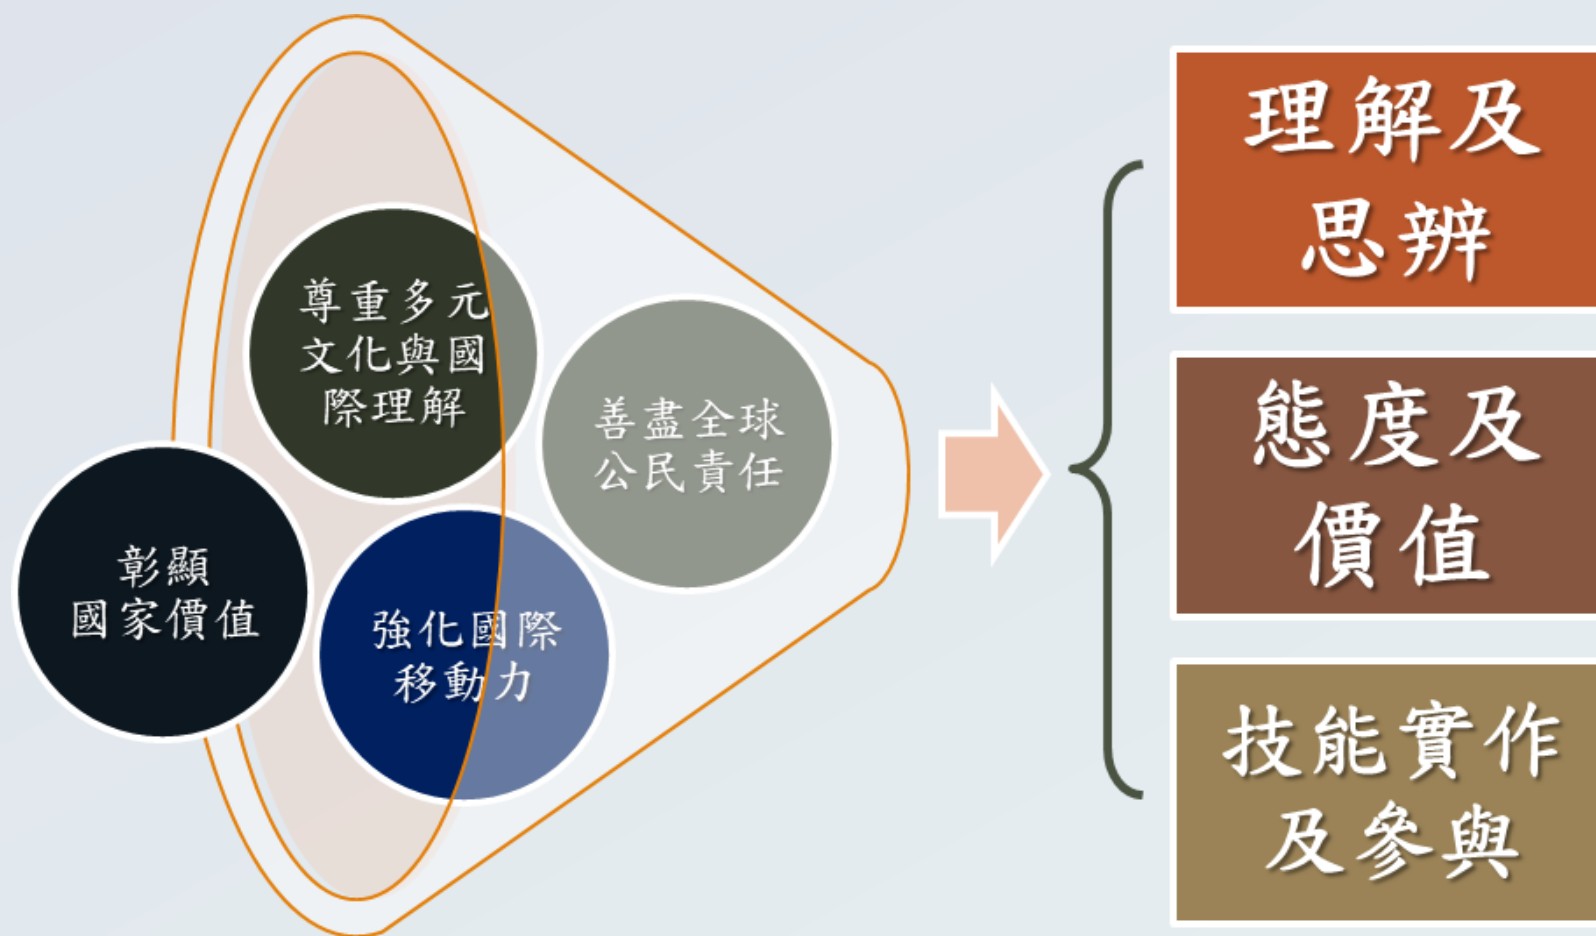 尊重多元
文化與國
際理解
善盡全球
公民責任
彰顯
國家價值
強化國際
移動力
理解及
思辨
態度及
價值
技能實作
及參與